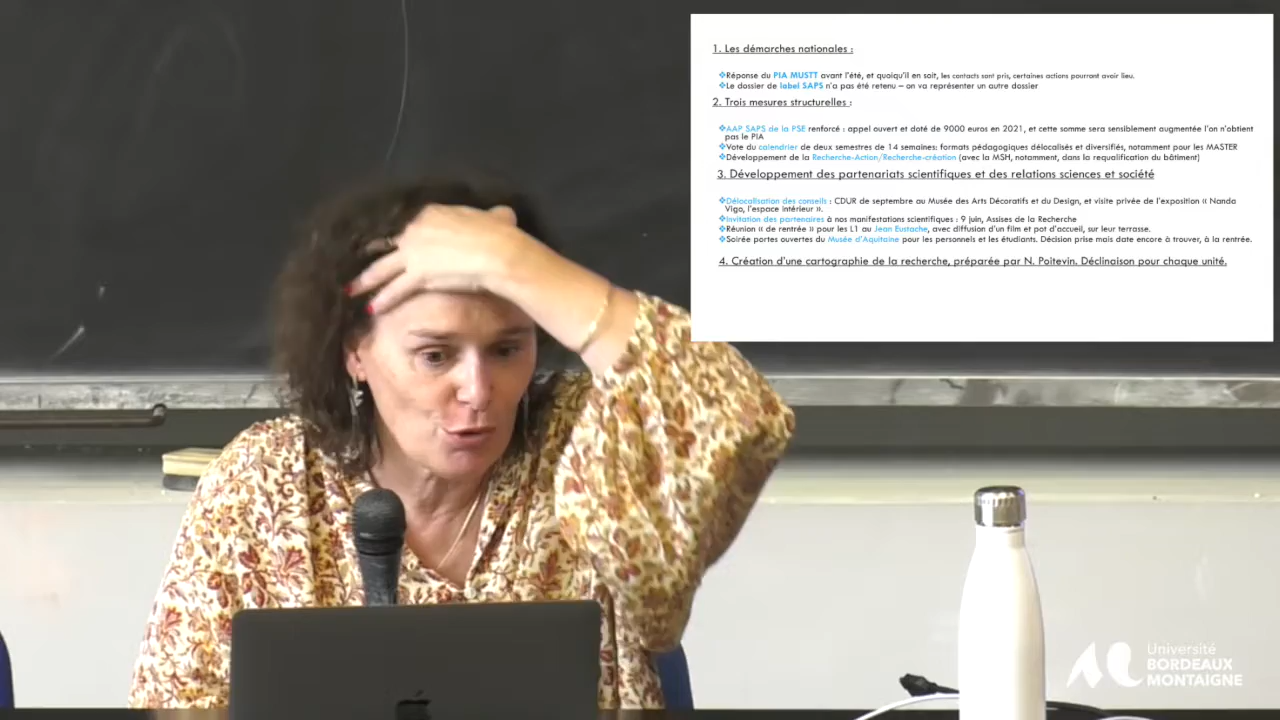 1. Les démarches nationales :
❖Réponse du PIA MUSTT avant l'été, et quoiqu'il en soit, les contacts sont pris, certaines actions pourront avoir lieu.
❖Le dossier de label SAPS n'a pas été retenu – on va représenter un autre dossier
2. Trois mesures structurelles :
❖AAP SAPS de la PSE renforcé : appel ouvert et doté de 9000 euros en 2021, et cette somme sera sensiblement augmentée l'on n'obtient
pas le PIA
❖Vote du calendrier de deux semestres de 14 semaines: formats pédagogiques délocalisés et diversifiés, notamment pour les MASTER
❖Développement de la Recherche-Action/Recherche-création (avec la MSH, notamment, dans la requalification du bâtiment)
3. Développement des partenariats scientifiques et des relations sciences et société
❖Délocalisation des conseils : CDUR de septembre au Musée des Arts Décoratifs et du Design, et visite privée de l'exposition « Nanda
Vigo, l'espace intérieur ».
❖Invitation des partenaires à nos manifestations scientifiques : 9 juin, Assises de la Recherche
❖Réunion « de rentrée » pour les L1 au Jean Eustache, avec diffusion d'un film et pot d'accueil, sur leur terrasse.
❖Soirée portes ouvertes du Musée d'Aquitaine pour les personnels et les étudiants. Décision prise mais date encore à trouver, à la rentrée.
4. Création d'une cartographie de la recherche, préparée par N. Poitevin. Déclinaison pour chaque unité.
Université
BORDEAUX
MONTAIGNE